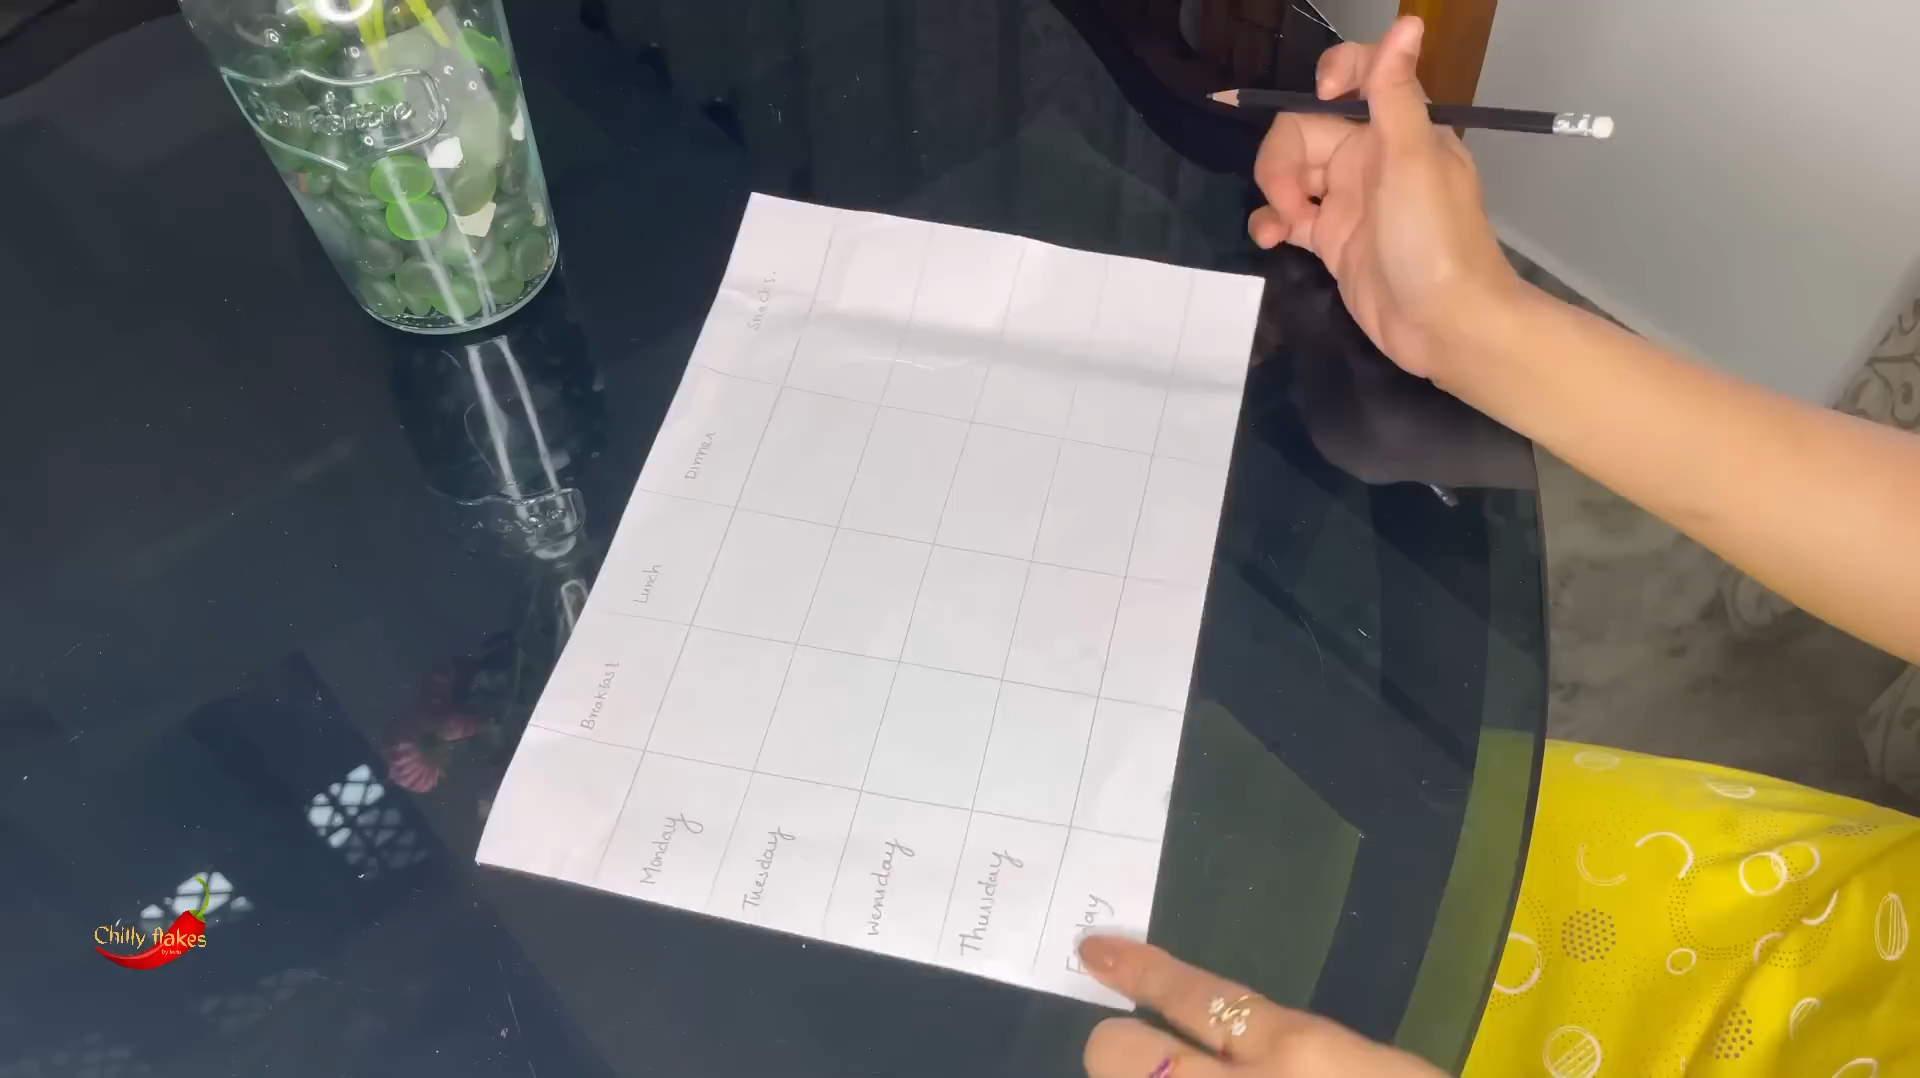 Breakfast
Lunch
Dinner
Snacks.
Monday
Tuesday
Wensday
Thursday
Chilly flakes